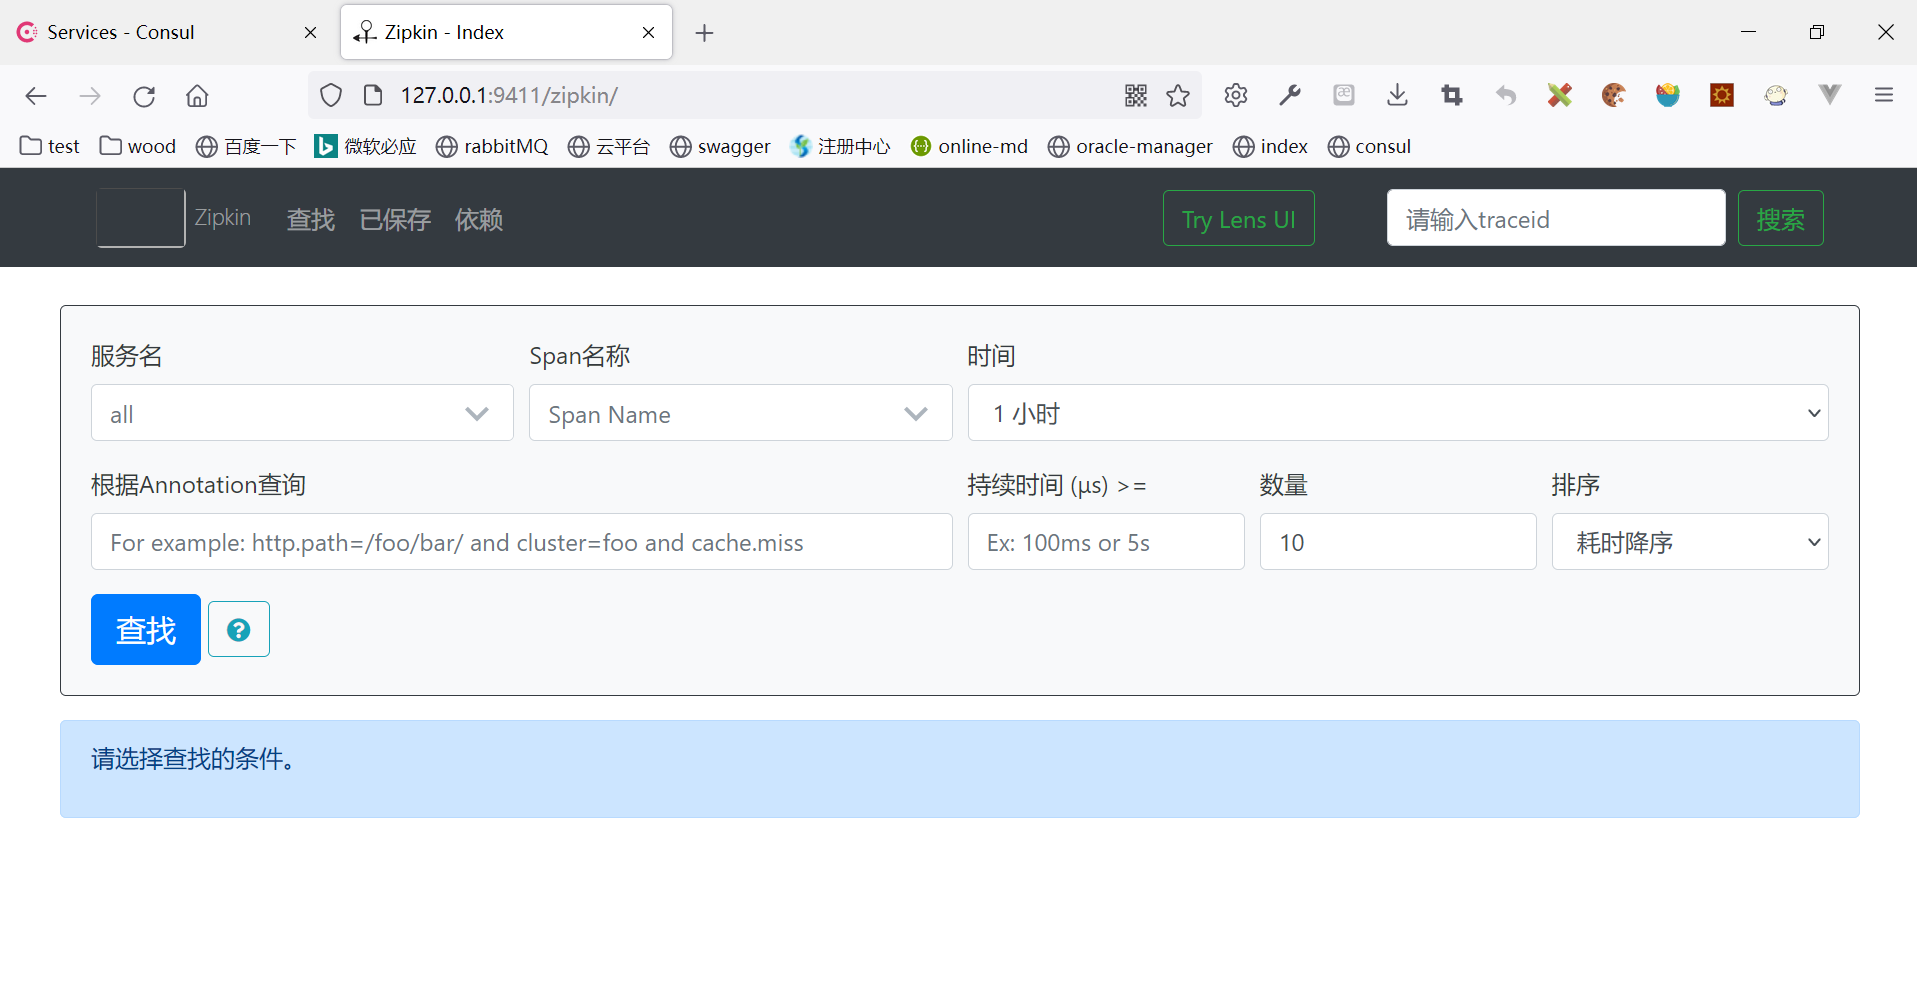 Services - Consul
Zipkin - Index
127.0.0.1:9411/zipkin/
test wood 百度一下 微软必应 rabbitMQ 云平台 swagger 注册中心 online-md oracle-manager index consul
Zipkin 查找 已保存 依赖 Try Lens UI 请输入traceid 搜索
服务名 Span名称 时间
all Span Name 1 小时
根据Annotation查询 持续时间 (μs) >= 数量 排序
For example: http.path=/foo/bar/ and cluster=foo and cache.miss Ex: 100ms or 5s 10 耗时降序
查找
请选择查找的条件。